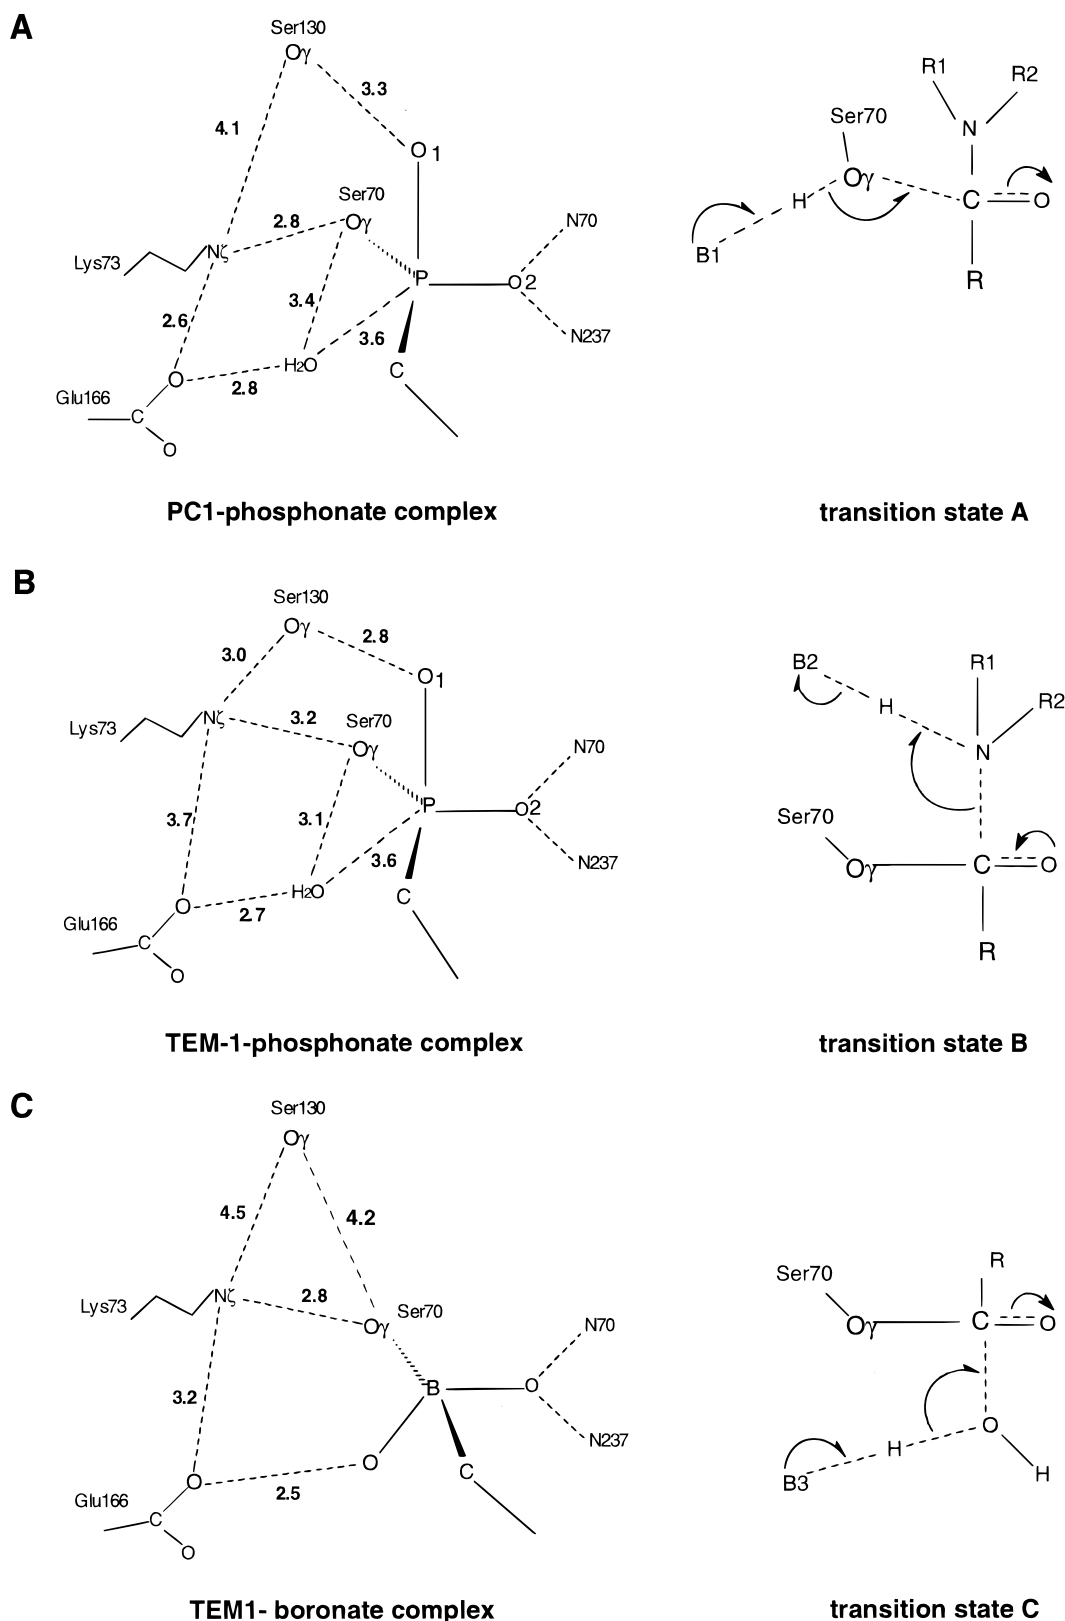 A
Ser130
Oγ
3.3
4.1
O 1
Ser70
Oγ
2.8
Nζ
Lys73
N70
P
O 2
3.4
2.6
3.6
N237
H2O
O
2.8
C
Glu166
C
O
PC1-phosphonate complex
R1
R2
Ser70
N
Oγ
H
C
O
B1
R
transition state A
B
Ser130
Oγ
2.8
3.0
O1
Ser70
Nζ
3.2
Lys73
Oγ
N70
P
O2
3.7
3.1
3.6
N237
H2O
C
O
2.7
Glu166
C
O
TEM-1-phosphonate complex
B2
R1
H
R2
N
Ser70
Oγ
C
O
R
transition state B
C
Ser130
Oγ
4.5
4.2
Nζ
2.8
Lys73
Ser70
Oγ
N70
B
O
3.2
N237
O
C
O
2.5
Glu166
C
O
TEM1- boronate complex
R
Ser70
Oγ
C
O
O
H
B3
H
transition state C